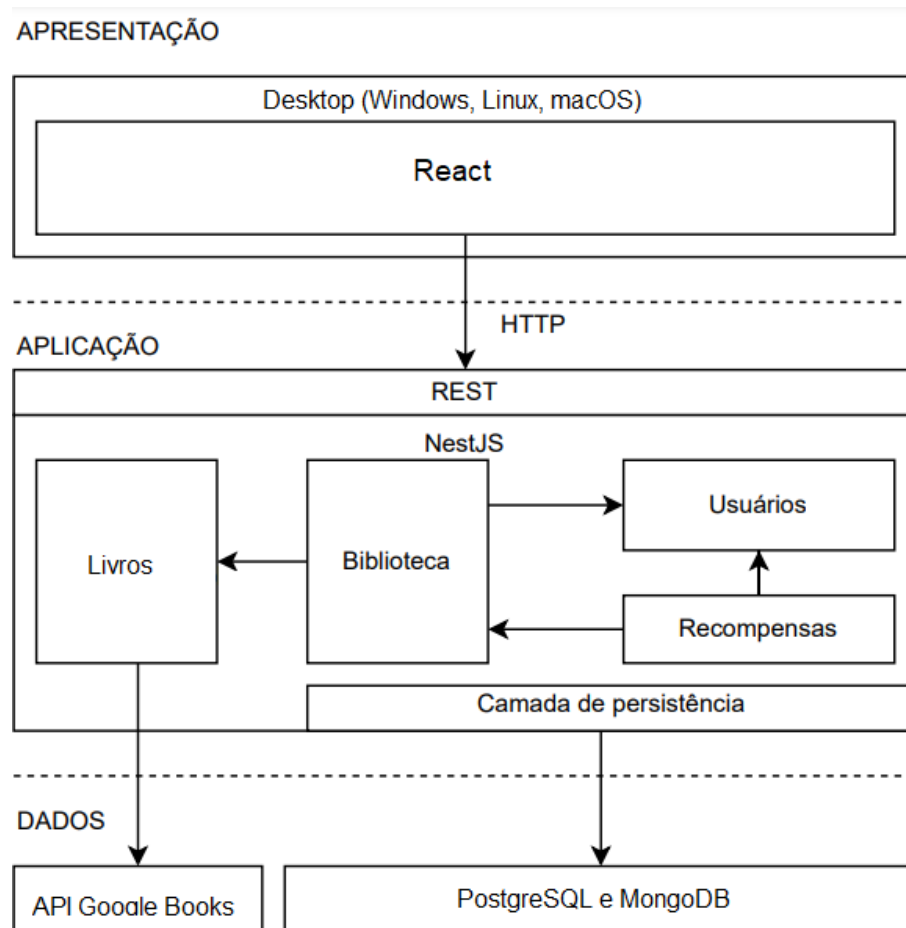 APRESENTAÇÃO
Desktop (Windows, Linux, macOS)
React
HTTP
APLICAÇÃO
REST
NestJS
Livros
Biblioteca
Usuários
Recompensas
Camada de persistência
DADOS
API Google Books
PostgreSQL e MongoDB